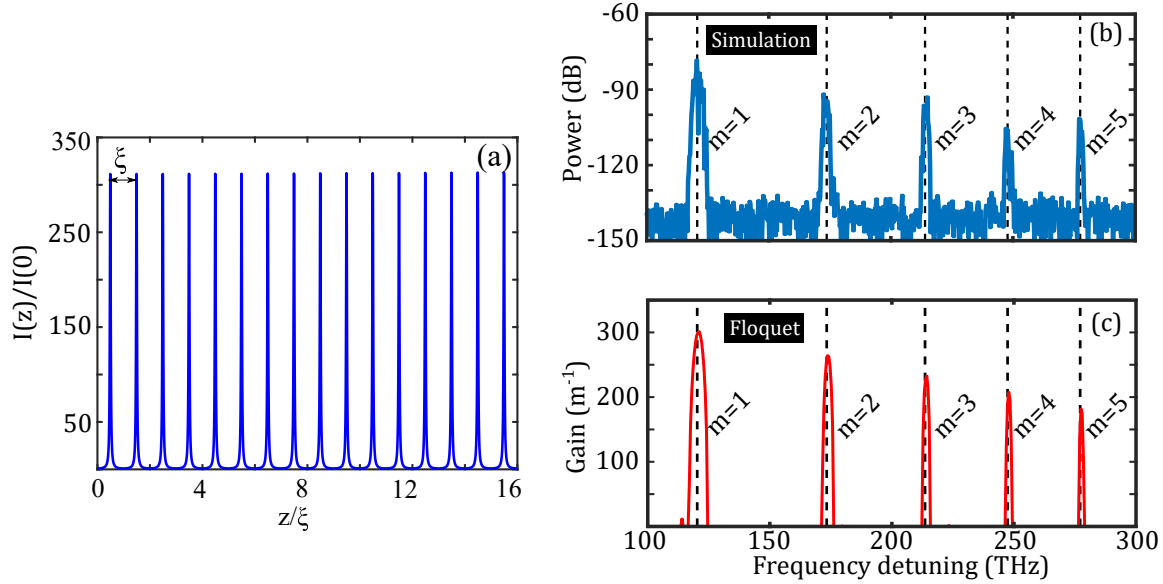 (a)
ξ
350
250
150
50
I(z)/I(0)
0 4 8 12 16
z/ξ
(b)
Simulation
-60
-90
-120
-150
Power (dB)
m=1 m=2 m=3 m=4 m=5
(c)
Floquet
300
200
100
Gain (m⁻¹)
m=1 m=2 m=3 m=4 m=5
100 150 200 250 300
Frequency detuning (THz)